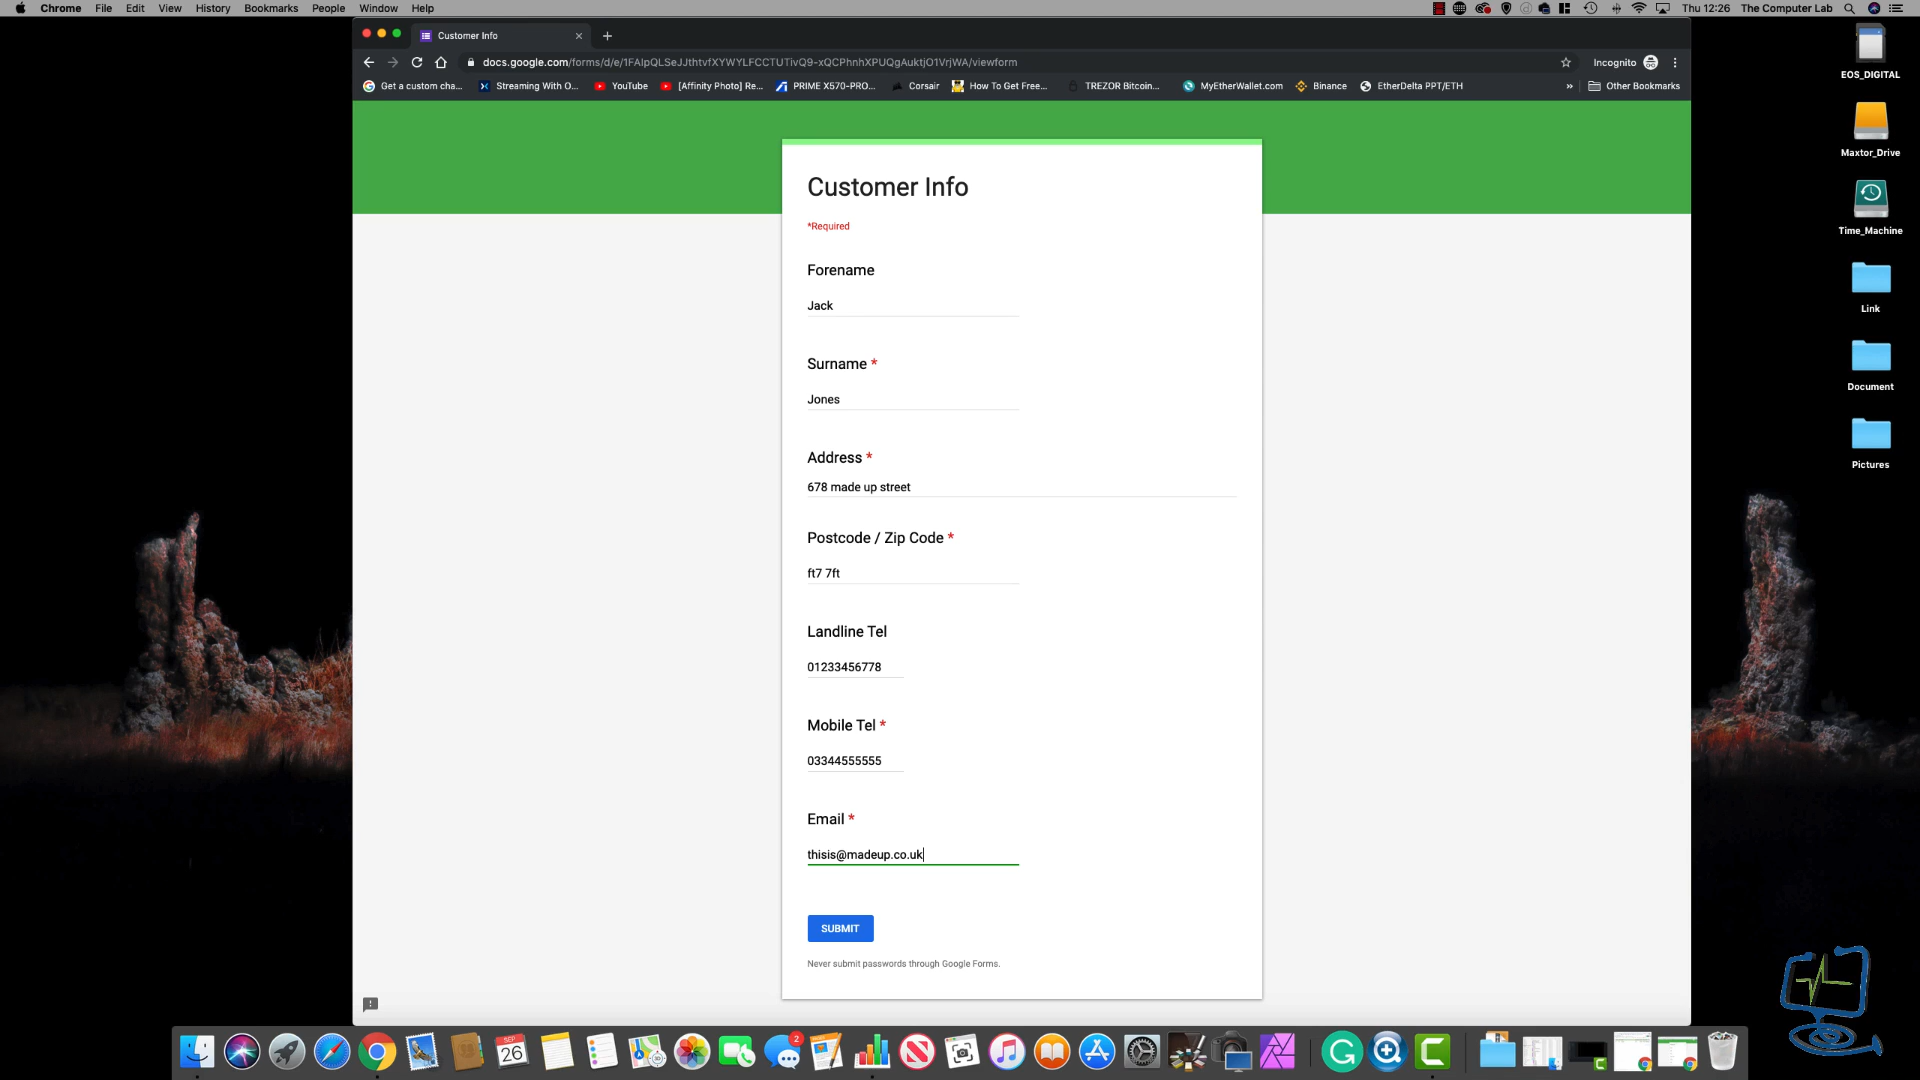 Chrome File Edit View History Bookmarks People Window Help Thu 12:26 The Computer Lab
Customer Info
docs.google.com/forms/d/e/1FAIpQLSeJJthtvfXYWYLFCCTUTivQ9-xQCPhnhXPUQgAuktjO1VrjWA/viewform Incognito
Get a custom cha... Streaming With O... YouTube [Affinity Photo] Re... PRIME X570-PRO... Corsair How To Get Free... TREZOR Bitcoin... MyEtherWallet.com Binance EtherDelta PPT/ETH » Other Bookmarks
EOS_DIGITAL
Maxtor_Drive
Time_Machine
Link
Document
Pictures
Customer Info
*Required
Forename
Jack
Surname *
Jones
Address *
678 made up street
Postcode / Zip Code *
ft7 7ft
Landline Tel
01233456778
Mobile Tel *
03344555555
Email *
thisis@madeup.co.uk
SUBMIT
Never submit passwords through Google Forms.
SEP
26
2